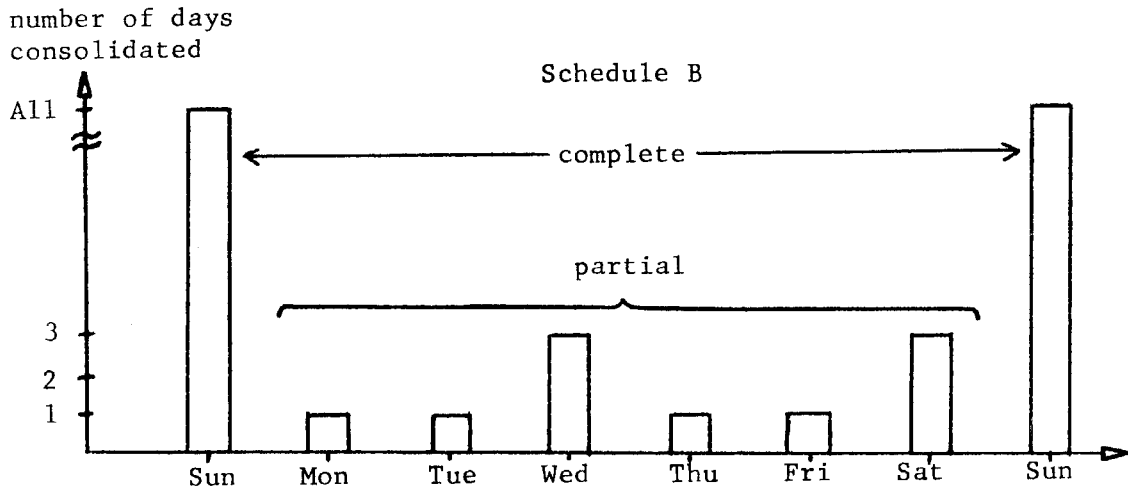 number of days
consolidated
Schedule B
All
complete
partial
3
2
1
Sun Mon Tue Wed Thu Fri Sat Sun